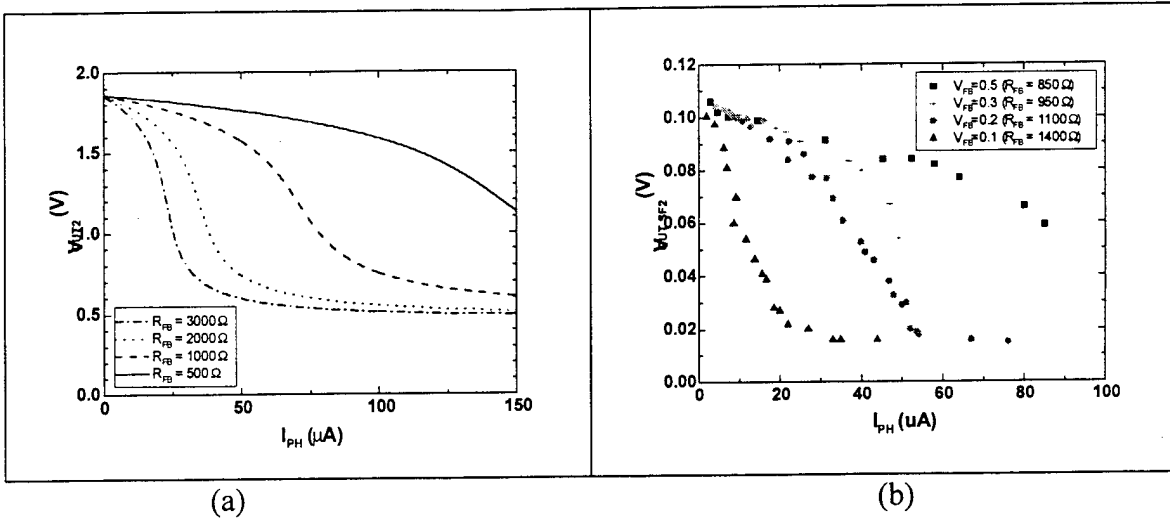 2.0
1.5
1.0
0.5
0.0
(V)
R_FB = 3000 Ω
R_FB = 2000 Ω
R_FB = 1000 Ω
R_FB = 500 Ω
0 50 100 150
I_PH (μA)
(a)
0.12
0.10
0.08
0.06
0.04
0.02
0.00
(V)
V_FB=0.5 (R_FB = 850 Ω)
V_FB=0.3 (R_FB = 950 Ω)
V_FB=0.2 (R_FB = 1100 Ω)
V_FB=0.1 (R_FB = 1400 Ω)
0 20 40 60 80 100
I_PH (uA)
(b)